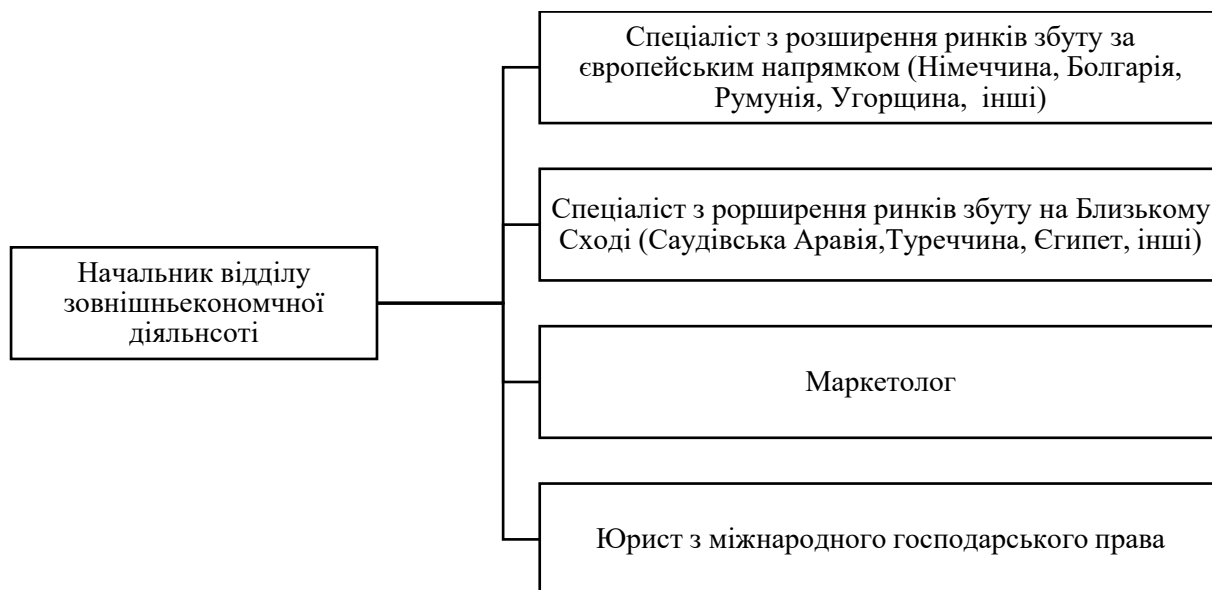 Спеціаліст з розширення ринків збуту за
європейським напрямком (Німеччина, Болгарія,
Румунія, Угорщина, інші)
Спеціаліст з рорширення ринків збуту на Близькому
Сході (Саудівська Аравія,Туреччина, Єгипет, інші)
Начальник відділу
зовнішньекономчної
діяльнсоті
Маркетолог
Юрист з міжнародного господарського права